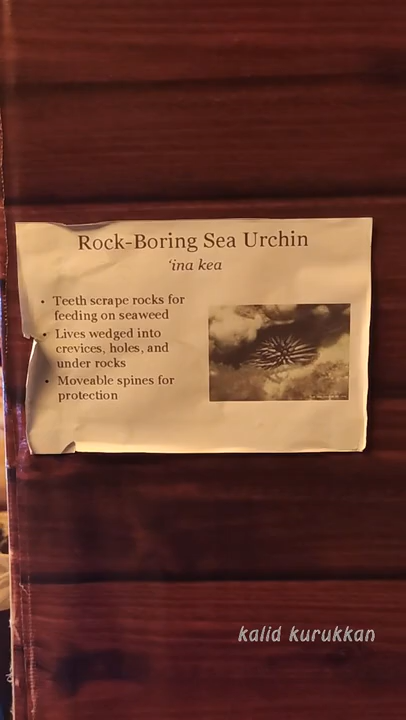 Rock-Boring Sea Urchin
‘ina kea
• Teeth scrape rocks for
feeding on seaweed
• Lives wedged into
crevices, holes, and
under rocks
• Moveable spines for
protection
kalid kurukkan